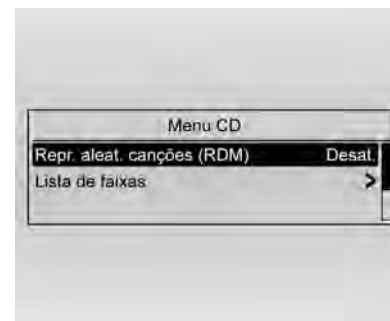 Menu CD
Repr. aleat. canções (RDM) Desat.
Lista de faixas >